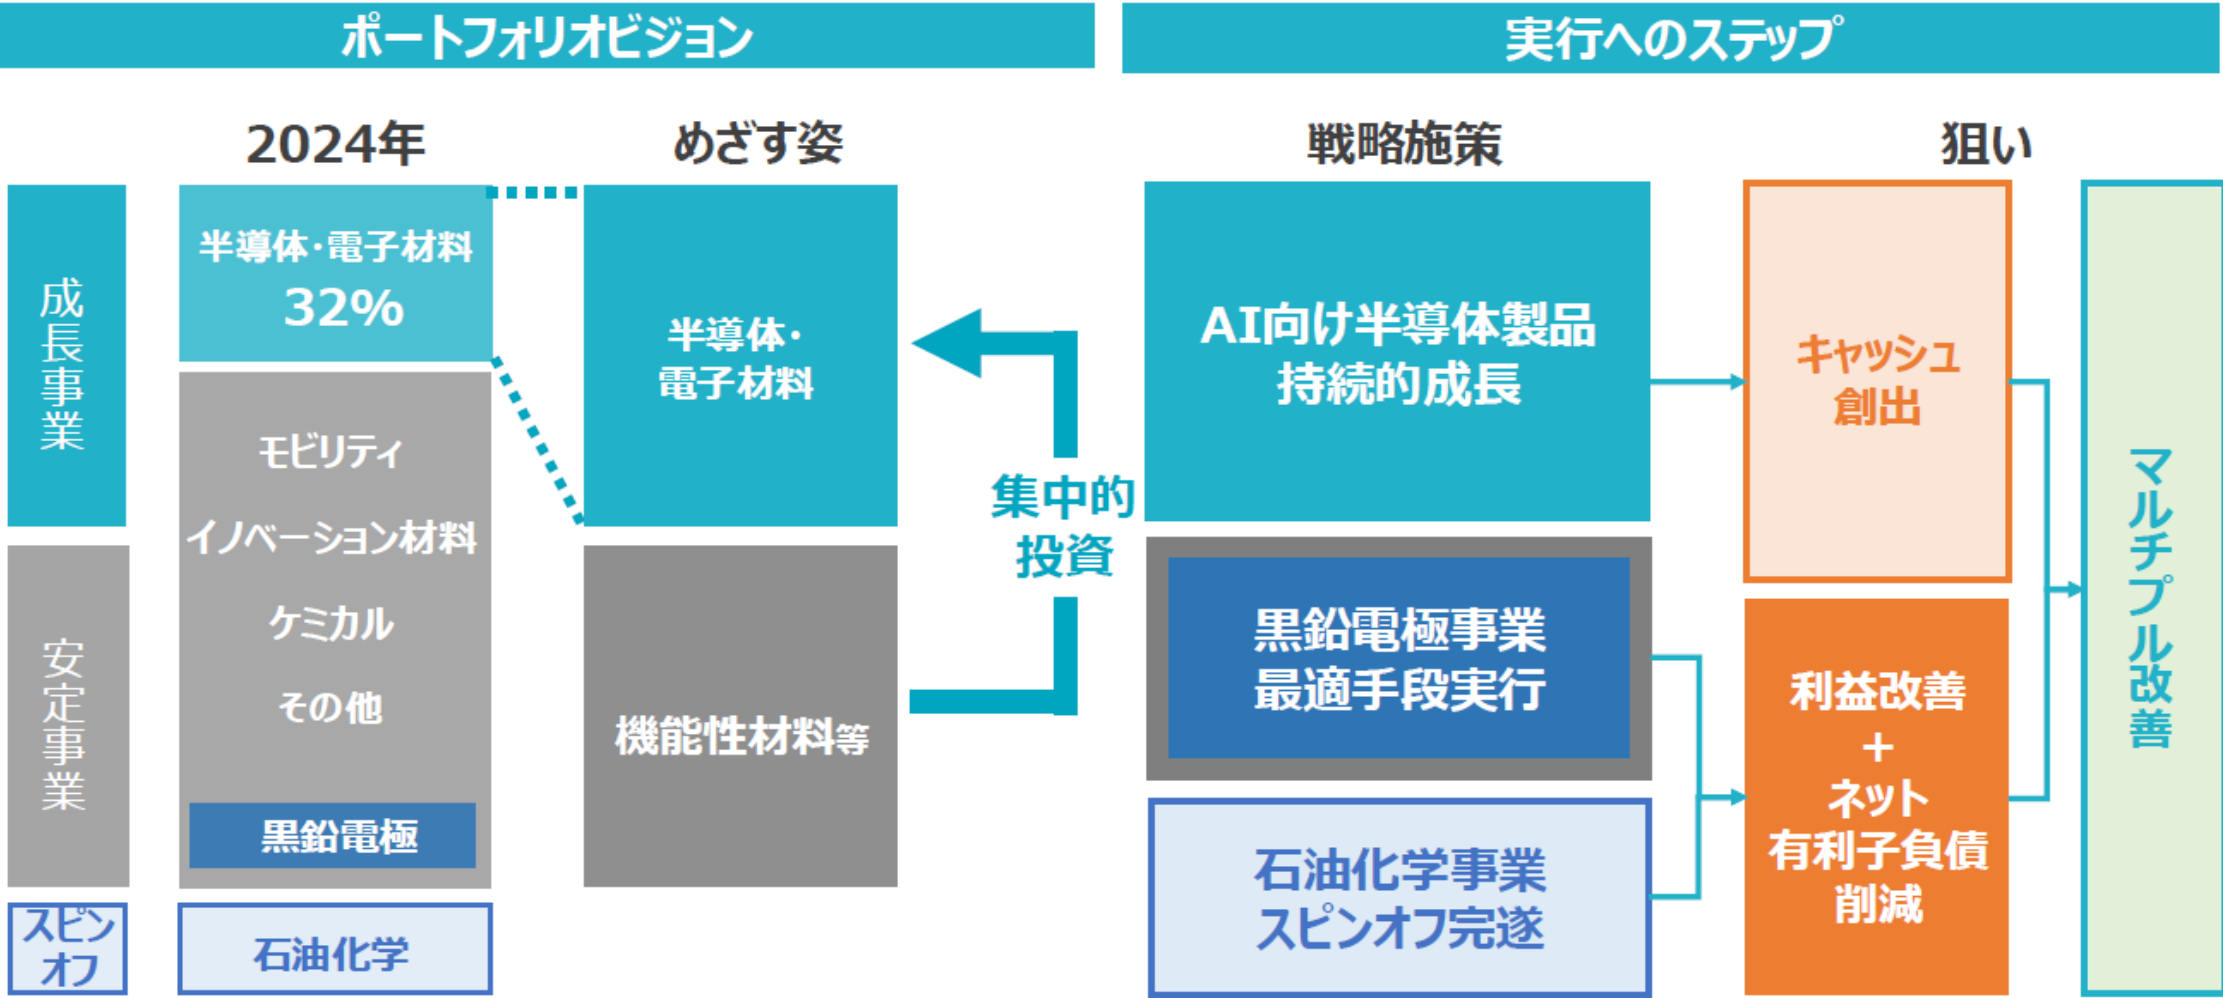 ポートフォリオビジョン
実行へのステップ
2024年
めざす姿
戦略施策
狙い
成長事業
半導体・電子材料
32%
半導体・
電子材料
AI向け半導体製品
持続的成長
キャッシュ
創出
マルチプル改善
モビリティ
イノベーション材料
ケミカル
その他
黒鉛電極
安定事業
機能性材料等
集中的
投資
黒鉛電極事業
最適手段実行
利益改善
+
ネット
有利子負債
削減
スピン
オフ
石油化学
石油化学事業
スピンオフ完遂